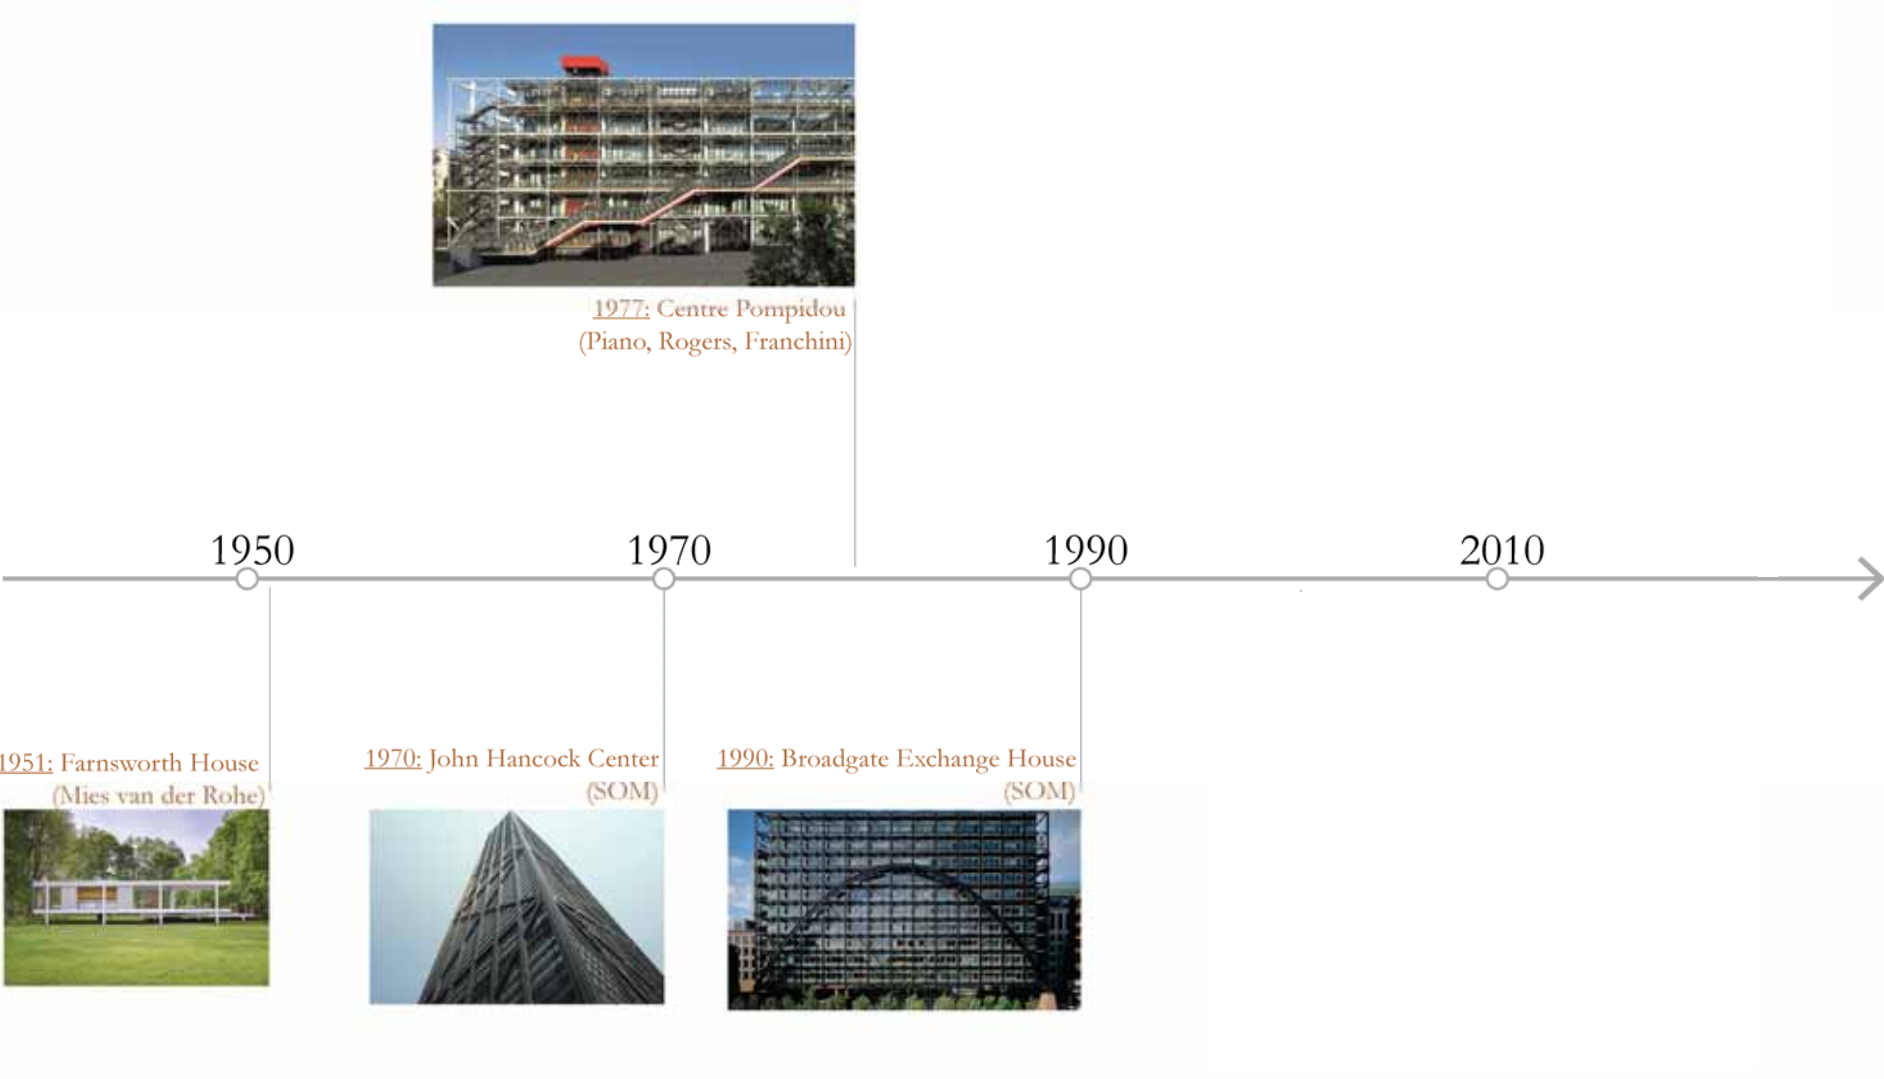 1977: Centre Pompidou
(Piano, Rogers, Franchini)
1950
1970
1990
2010
1951: Farnsworth House
(Mies van der Rohe)
1970: John Hancock Center
(SOM)
1990: Broadgate Exchange House
(SOM)